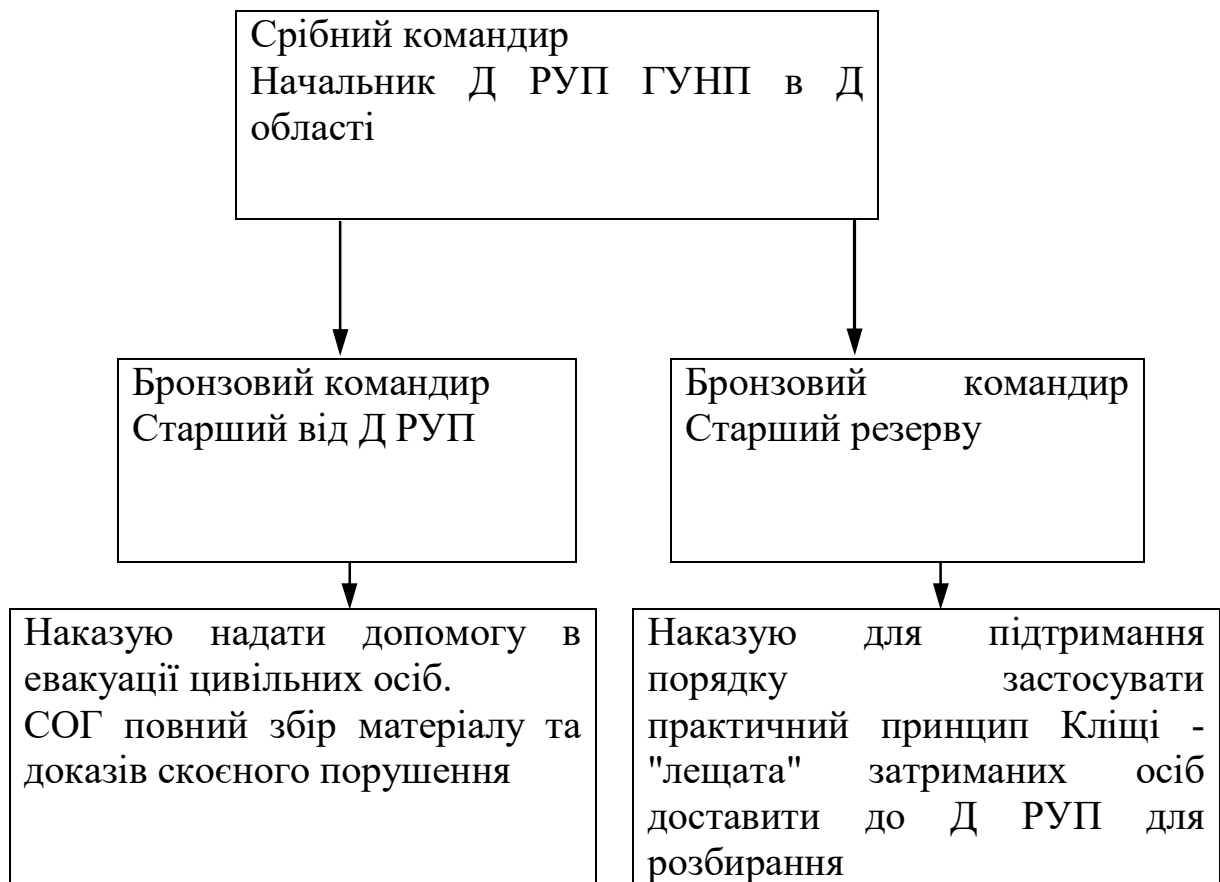 Срібний командир
Начальник Д РУП ГУНП в Д
області
Бронзовий командир
Старший від Д РУП
Бронзовий командир
Старший резерву
Наказую надати допомогу в
евакуації цивільних осіб.
СОГ повний збір матеріалу та
доказів скоєного порушення
Наказую для підтримання
порядку застосувати
практичний принцип Кліщі -
"лещата" затриманих осіб
доставити до Д РУП для
розбирання